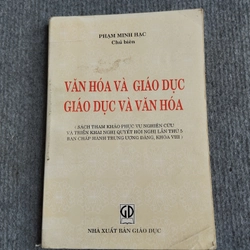 PHẠM MINH HẠC
Chủ biên
VĂN HÓA VÀ GIÁO DỤC
GIÁO DỤC VÀ VĂN HÓA
( SÁCH THAM KHẢO PHỤC VỤ NGHIÊN CỨU
VÀ TRIỂN KHAI NGHỊ QUYẾT HỘI NGHỊ LẦN THỨ 5
BAN CHẤP HÀNH TRUNG ƯƠNG ĐẢNG, KHOÁ VIII )
NHÀ XUẤT BẢN GIÁO DỤC